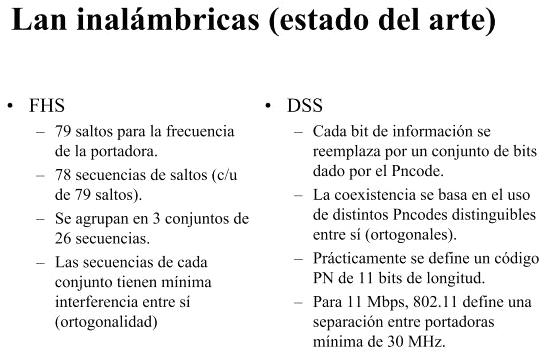 Lan inalámbricas (estado del arte)
• FHS
– 79 saltos para la frecuencia
de la portadora.
– 78 secuencias de saltos (c/u
de 79 saltos).
– Se agrupan en 3 conjuntos de
26 secuencias.
– Las secuencias de cada
conjunto tienen mínima
interferencia entre sí
(ortogonalidad)
• DSS
– Cada bit de información se
reemplaza por un conjunto de bits
dado por el Pncode.
– La coexistencia se basa en el uso
de distintos Pncodes distinguibles
entre sí (ortogonales).
– Prácticamente se define un código
PN de 11 bits de longitud.
– Para 11 Mbps, 802.11 define una
separación entre portadoras
mínima de 30 MHz.